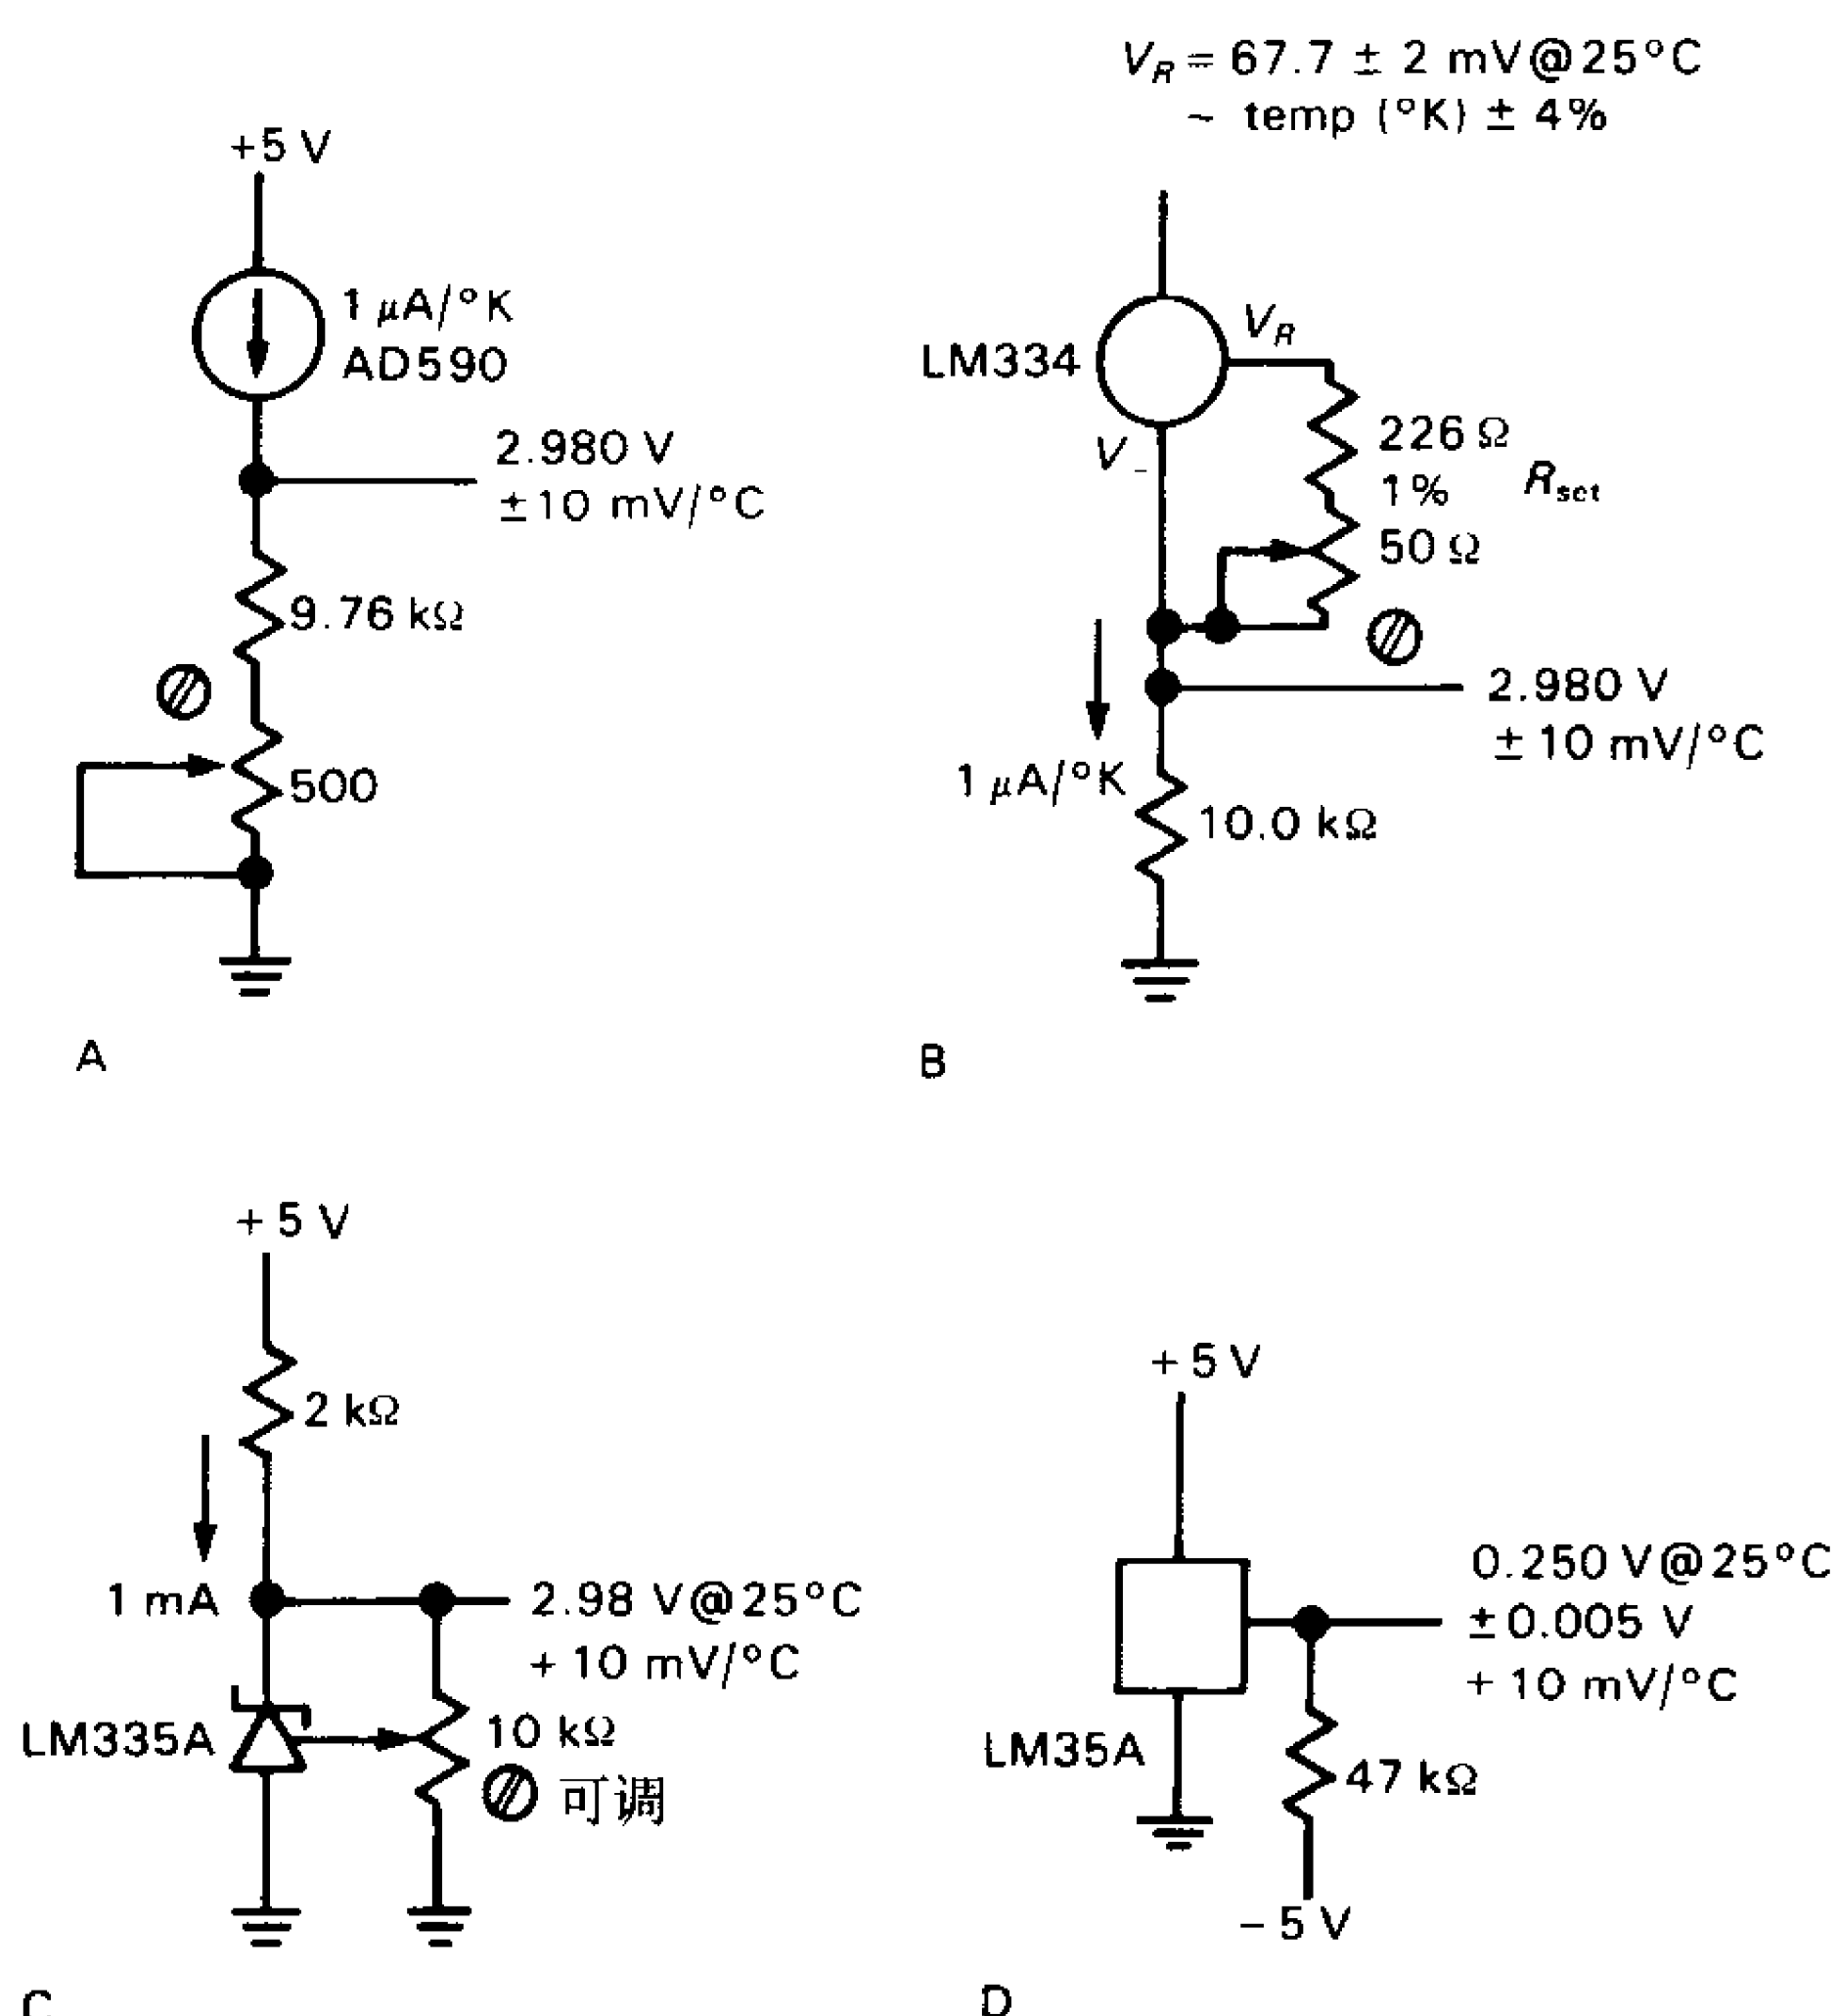 +5 V
1 μA/°K
AD590
2.980 V
±10 mV/°C
9.76 kΩ
500
A
V_R = 67.7 ± 2 mV@25°C
~ temp (°K) ± 4%
LM334
V_R
V_-
226 Ω
1%
R_set
50 Ω
2.980 V
± 10 mV/°C
1 μA/°K
10.0 kΩ
B
+ 5 V
2 kΩ
1 mA
2.98 V@25°C
+ 10 mV/°C
LM335A
10 kΩ
可调
C
+ 5 V
0.250 V@25°C
±0.005 V
+ 10 mV/°C
LM35A
47 kΩ
– 5 V
D